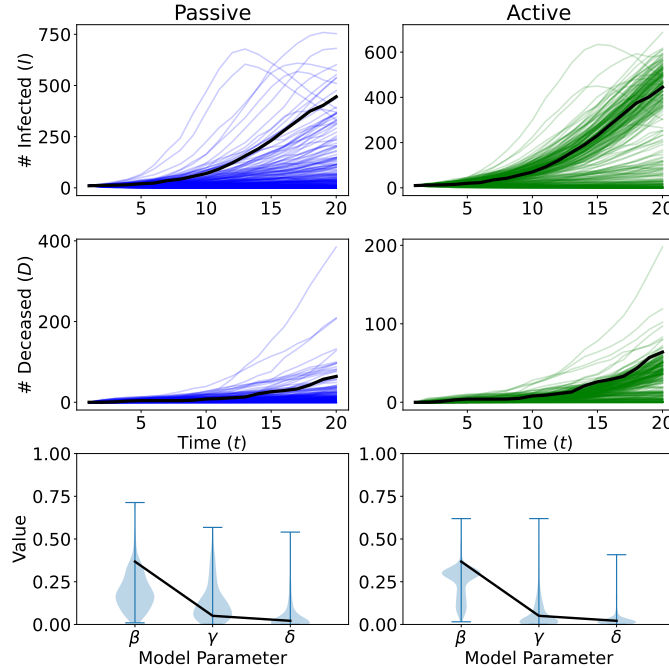 Passive
Active
# Infected (I)
750
500
250
0
5
10
15
20
600
400
200
0
5
10
15
20
# Deceased (D)
400
200
0
5
10
15
20
Time (t)
200
100
0
5
10
15
20
Time (t)
Value
1.00
0.75
0.50
0.25
0.00
β
γ
δ
Model Parameter
1.00
0.75
0.50
0.25
0.00
β
γ
δ
Model Parameter